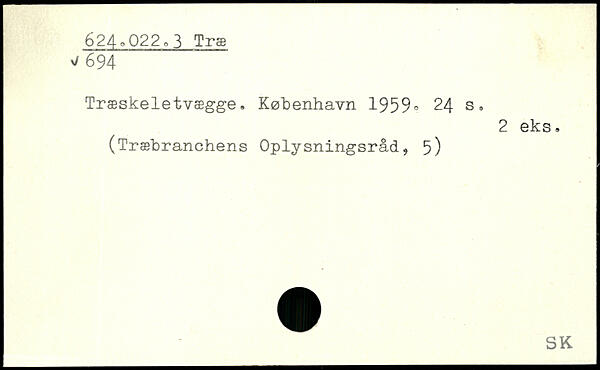 624.022.3 Træ
✓ 694
Træskeletvægge. København 1959. 24 s.
2 eks.
(Træbranchens Oplysningsråd, 5)
SK